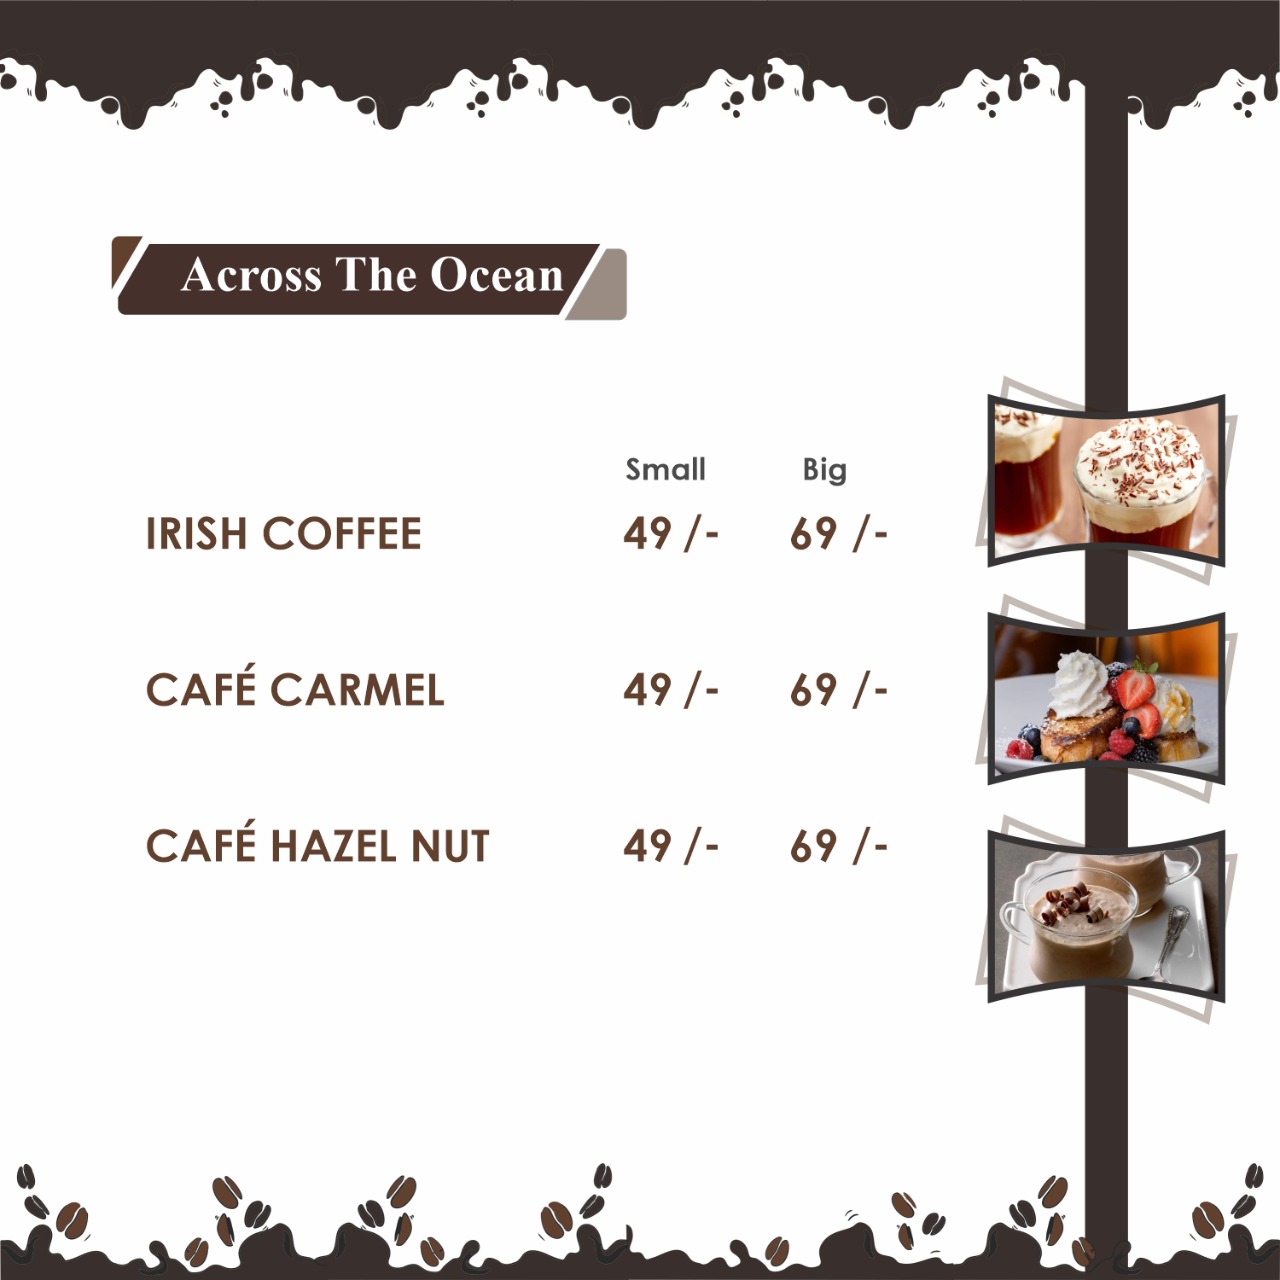 Across The Ocean
Small Big
IRISH COFFEE 49 /- 69 /-
CAFÉ CARMEL 49 /- 69 /-
CAFÉ HAZEL NUT 49 /- 69 /-